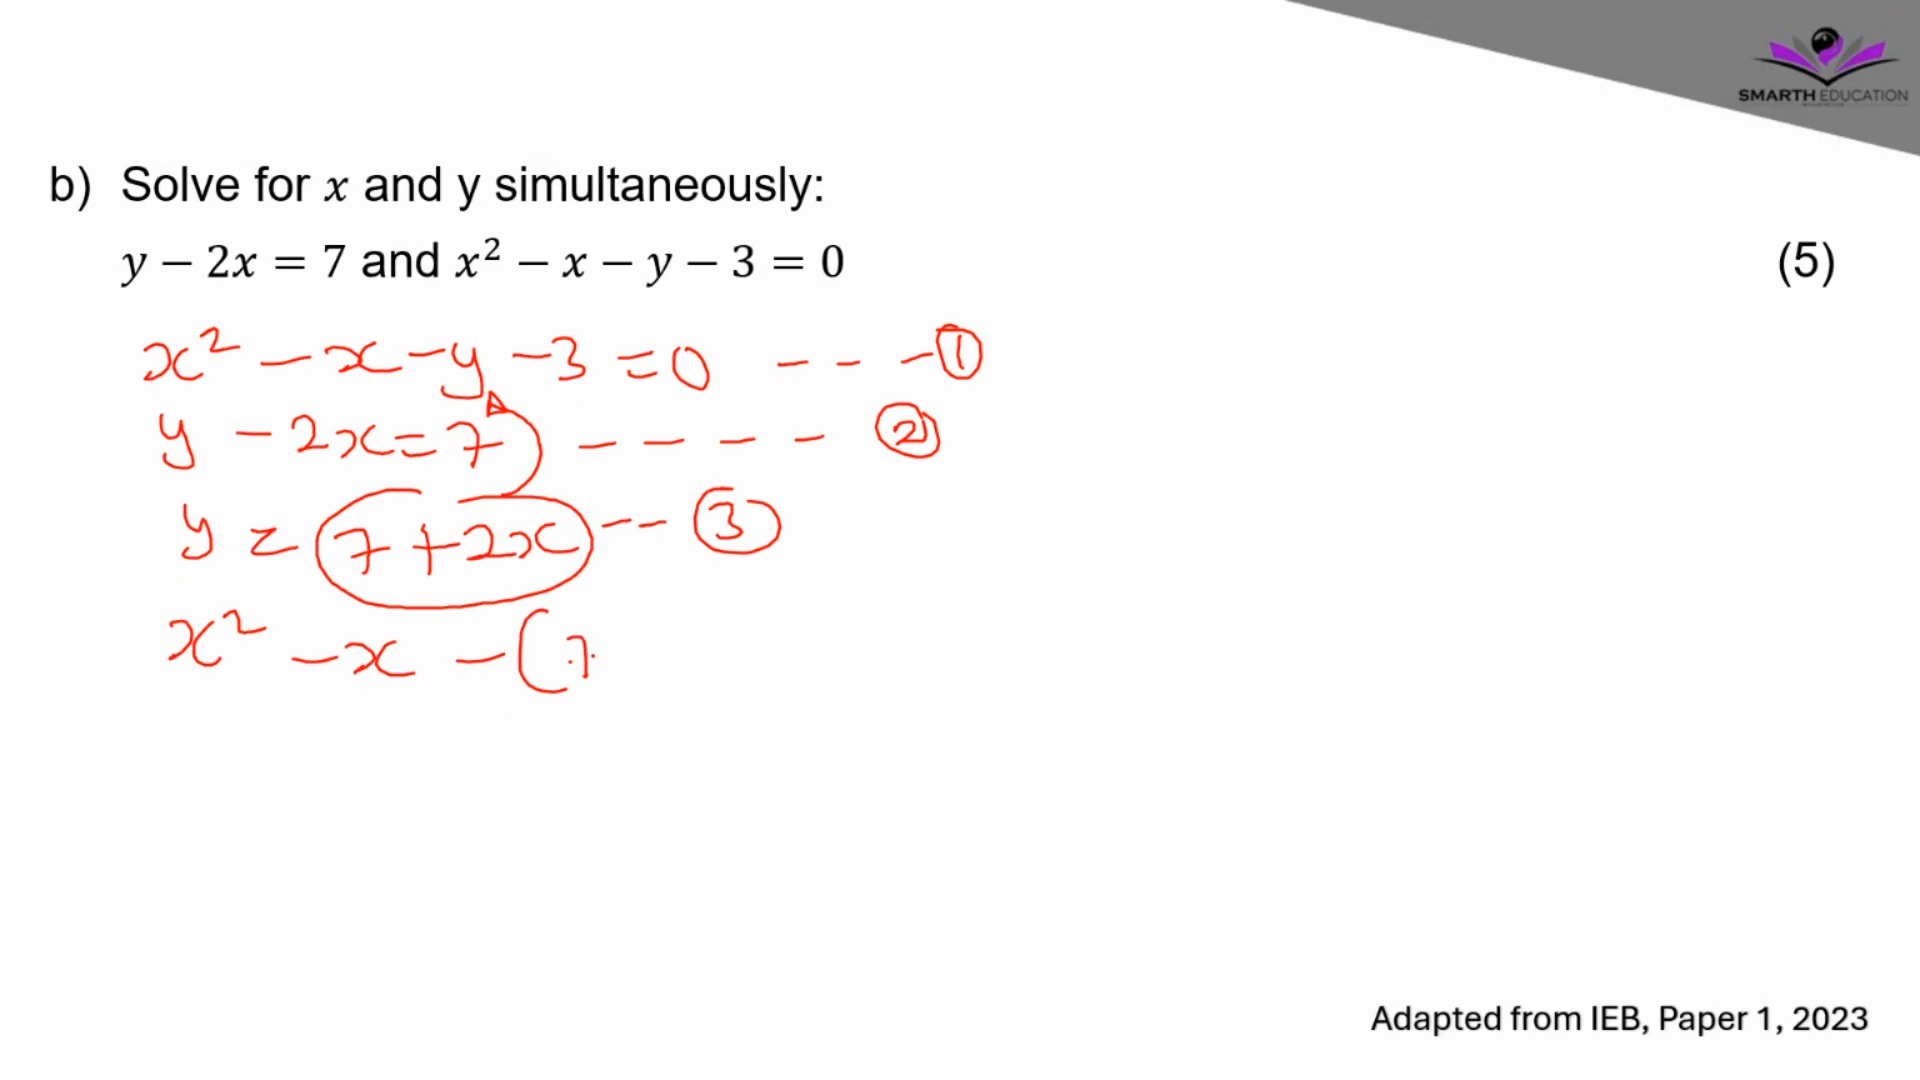 SMARTH EDUCATION
b) Solve for x and y simultaneously:
y − 2x = 7 and x² − x − y − 3 = 0 (5)
x² − x − y − 3 = 0 - - - ①
y − 2x = 7 - - - - ②
y = 7 + 2x - - ③
x² − x − (7
Adapted from IEB, Paper 1, 2023